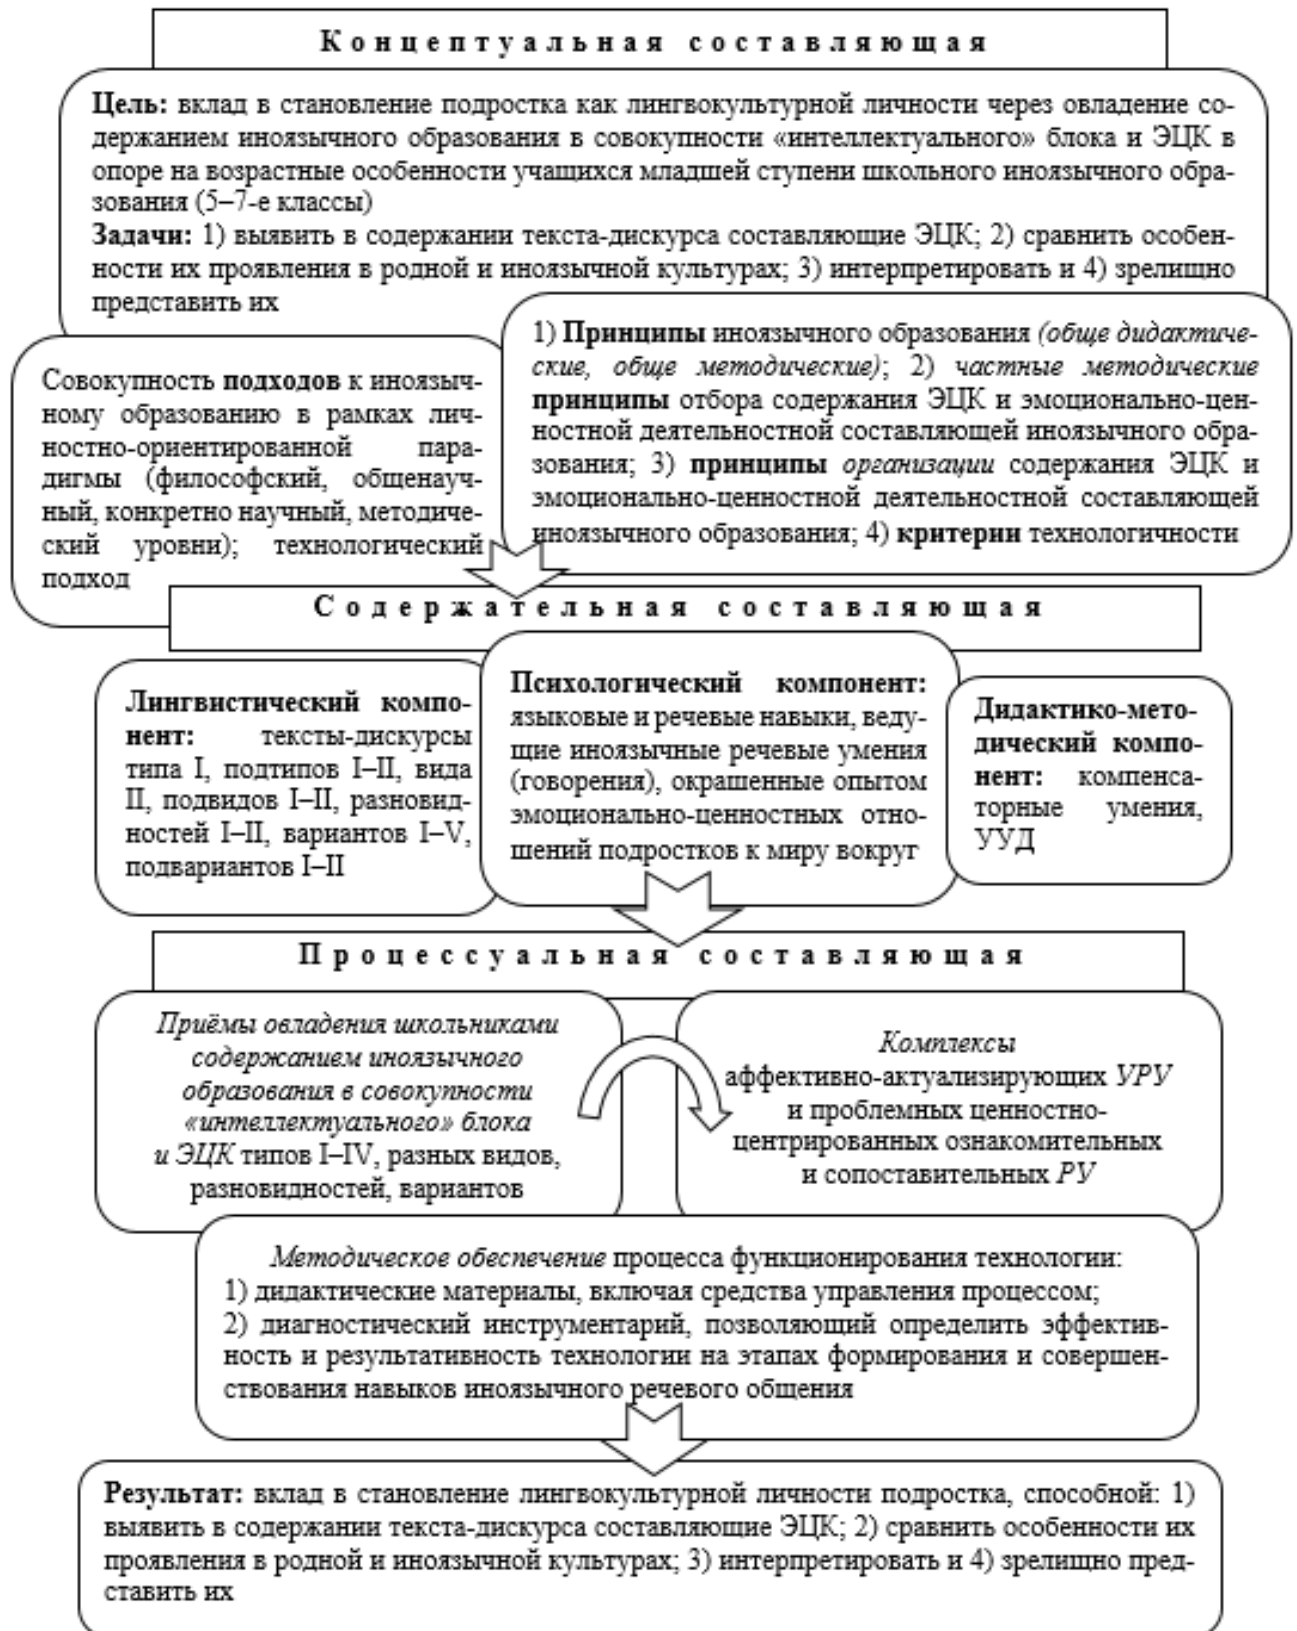 Концептуальная составляющая
Цель: вклад в становление подростка как лингвокультурной личности через овладение со-
держанием иноязычного образования в совокупности «интеллектуального» блока и ЭЦК в
опоре на возрастные особенности учащихся младшей ступени школьного иноязычного обра-
зования (5–7-е классы)
Задачи: 1) выявить в содержании текста-дискурса составляющие ЭЦК; 2) сравнить особен-
ности их проявления в родной и иноязычной культурах; 3) интерпретировать и 4) зрелищно
представить их
Совокупность подходов к иноязыч-
ному образованию в рамках лич-
ностно-ориентированной пара-
дигмы (философский, общенауч-
ный, конкретно научный, методиче-
ский уровни); технологический
подход
1) Принципы иноязычного образования (обще дидактиче-
ские, обще методические); 2) частные методические
принципы отбора содержания ЭЦК и эмоционально-цен-
ностной деятельностной составляющей иноязычного обра-
зования; 3) принципы организации содержания ЭЦК и
эмоционально-ценностной деятельностной составляющей
иноязычного образования; 4) критерии технологичности
Содержательная составляющая
Лингвистический компо-
нент: тексты-дискурсы
типа I, подтипов I–II, вида
II, подвидов I–II, разновид-
ностей I–II, вариантов I–V,
подвариантов I–II
Психологический компонент:
языковые и речевые навыки, веду-
щие иноязычные речевые умения
(говорения), окрашенные опытом
эмоционально-ценностных отно-
шений подростков к миру вокруг
Дидактико-мето-
дический компо-
нент: компенса-
торные умения,
УУД
Процессуальная составляющая
Приёмы овладения школьниками
содержанием иноязычного
образования в совокупности
«интеллектуального» блока
и ЭЦК типов I–IV, разных видов,
разновидностей, вариантов
Комплексы
аффективно-актуализирующих УРУ
и проблемных ценностно-
центрированных ознакомительных
и сопоставительных РУ
Методическое обеспечение процесса функционирования технологии:
1) дидактические материалы, включая средства управления процессом;
2) диагностический инструментарий, позволяющий определить эффектив-
ность и результативность технологии на этапах формирования и совершен-
ствования навыков иноязычного речевого общения
Результат: вклад в становление лингвокультурной личности подростка, способной: 1)
выявить в содержании текста-дискурса составляющие ЭЦК; 2) сравнить особенности их
проявления в родной и иноязычной культурах; 3) интерпретировать и 4) зрелищно пред-
ставить их